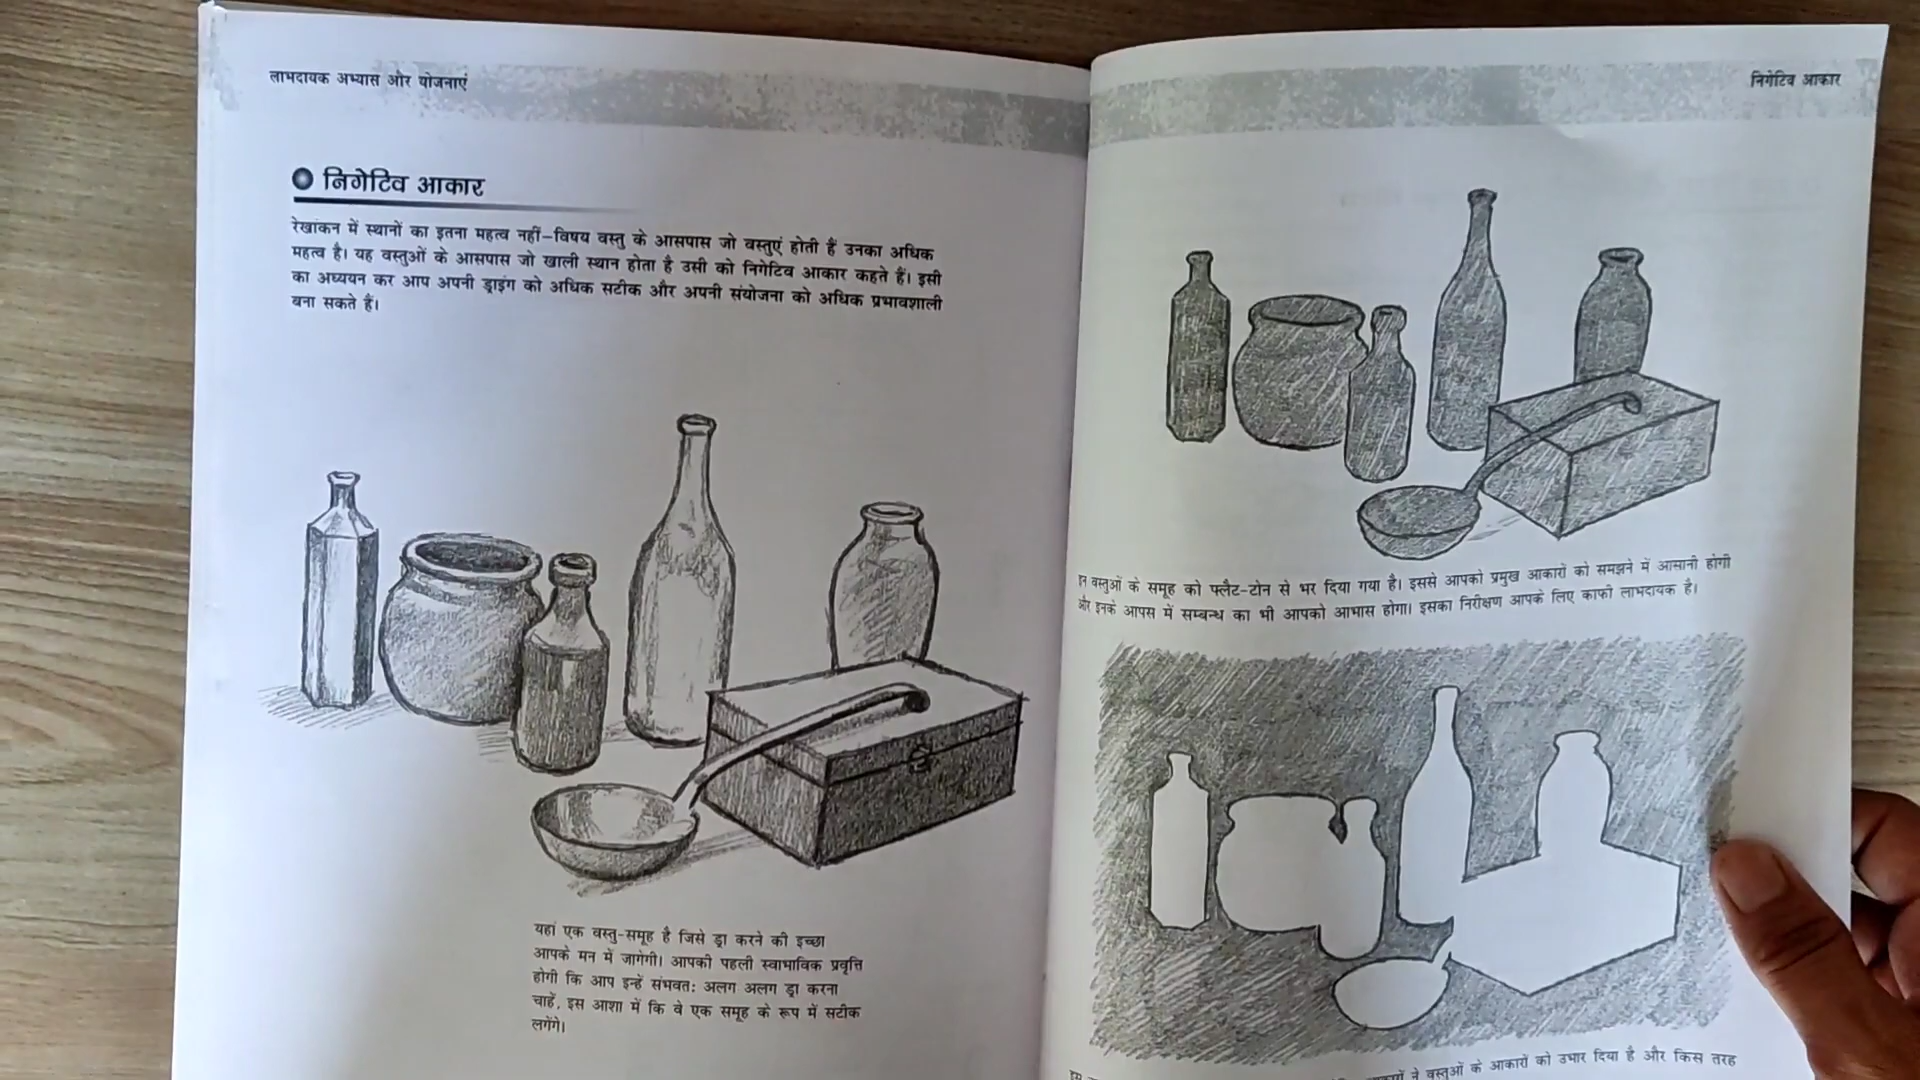 लाभदायक अभ्यास और योजनाएं
निगेटिव आकार
रेखांकन में स्थानों का इतना महत्व नहीं–विषय वस्तु के आसपास जो वस्तुएं होती हैं उनका अधिक
महत्व है। यह वस्तुओं के आसपास जो खाली स्थान होता है उसी को निगेटिव आकार कहते हैं। इसी
का अध्ययन कर आप अपनी ड्राइंग को अधिक सटीक और अपनी संयोजना को अधिक प्रभावशाली
बना सकते हैं।
यहां एक वस्तु-समूह है जिसे ड्रा करने की इच्छा
आपके मन में जागेगी। आपकी पहली स्वाभाविक प्रवृत्ति
होगी कि आप इन्हें संभवत: अलग अलग ड्रा करना
चाहें, इस आशा में कि वे एक समूह के रूप में सटीक
लगेंगे।
निगेटिव आकार
इन वस्तुओं के समूह को फ्लैट-टोन से भर दिया गया है। इससे आपको प्रमुख आकारों को समझने में आसानी होगी
और इनके आपस में सम्बन्ध का भी आपको आभास होगा। इसका निरीक्षण आपके लिए काफी लाभदायक है।
आकारों ने वस्तुओं के आकारों को उभार दिया है और किस तरह